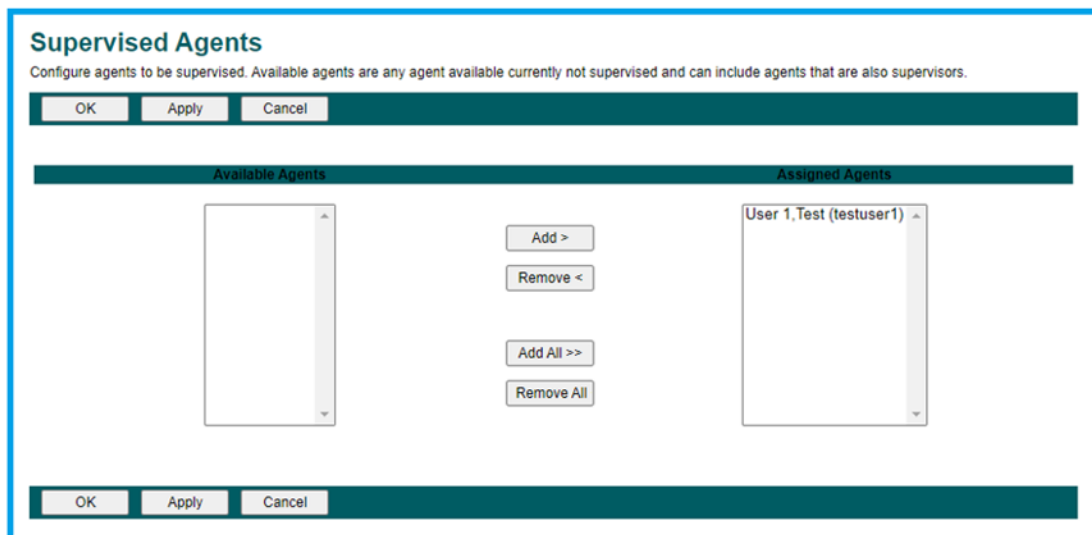 Supervised Agents
Configure agents to be supervised. Available agents are any agent available currently not supervised and can include agents that are also supervisors.
OK Apply Cancel
Available Agents Assigned Agents
User 1,Test (testuser1)
Add >
Remove <
Add All >>
Remove All
OK Apply Cancel